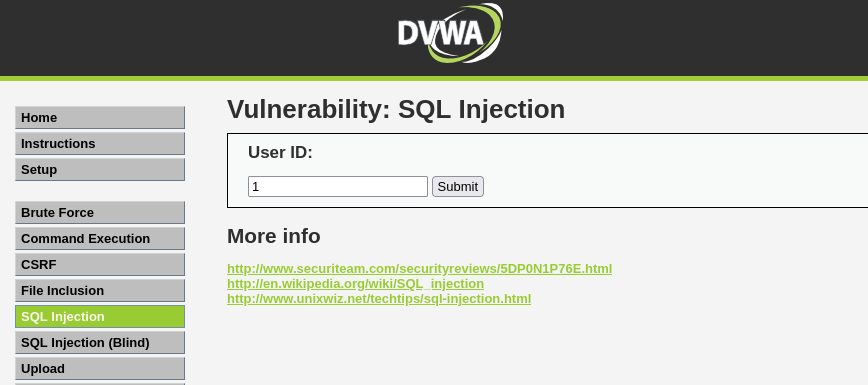 DVWA
Home
Instructions
Setup
Brute Force
Command Execution
CSRF
File Inclusion
SQL Injection
SQL Injection (Blind)
Upload
Vulnerability: SQL Injection
User ID:
1 Submit
More info
http://www.securiteam.com/securityreviews/5DP0N1P76E.html
http://en.wikipedia.org/wiki/SQL_injection
http://www.unixwiz.net/techtips/sql-injection.html